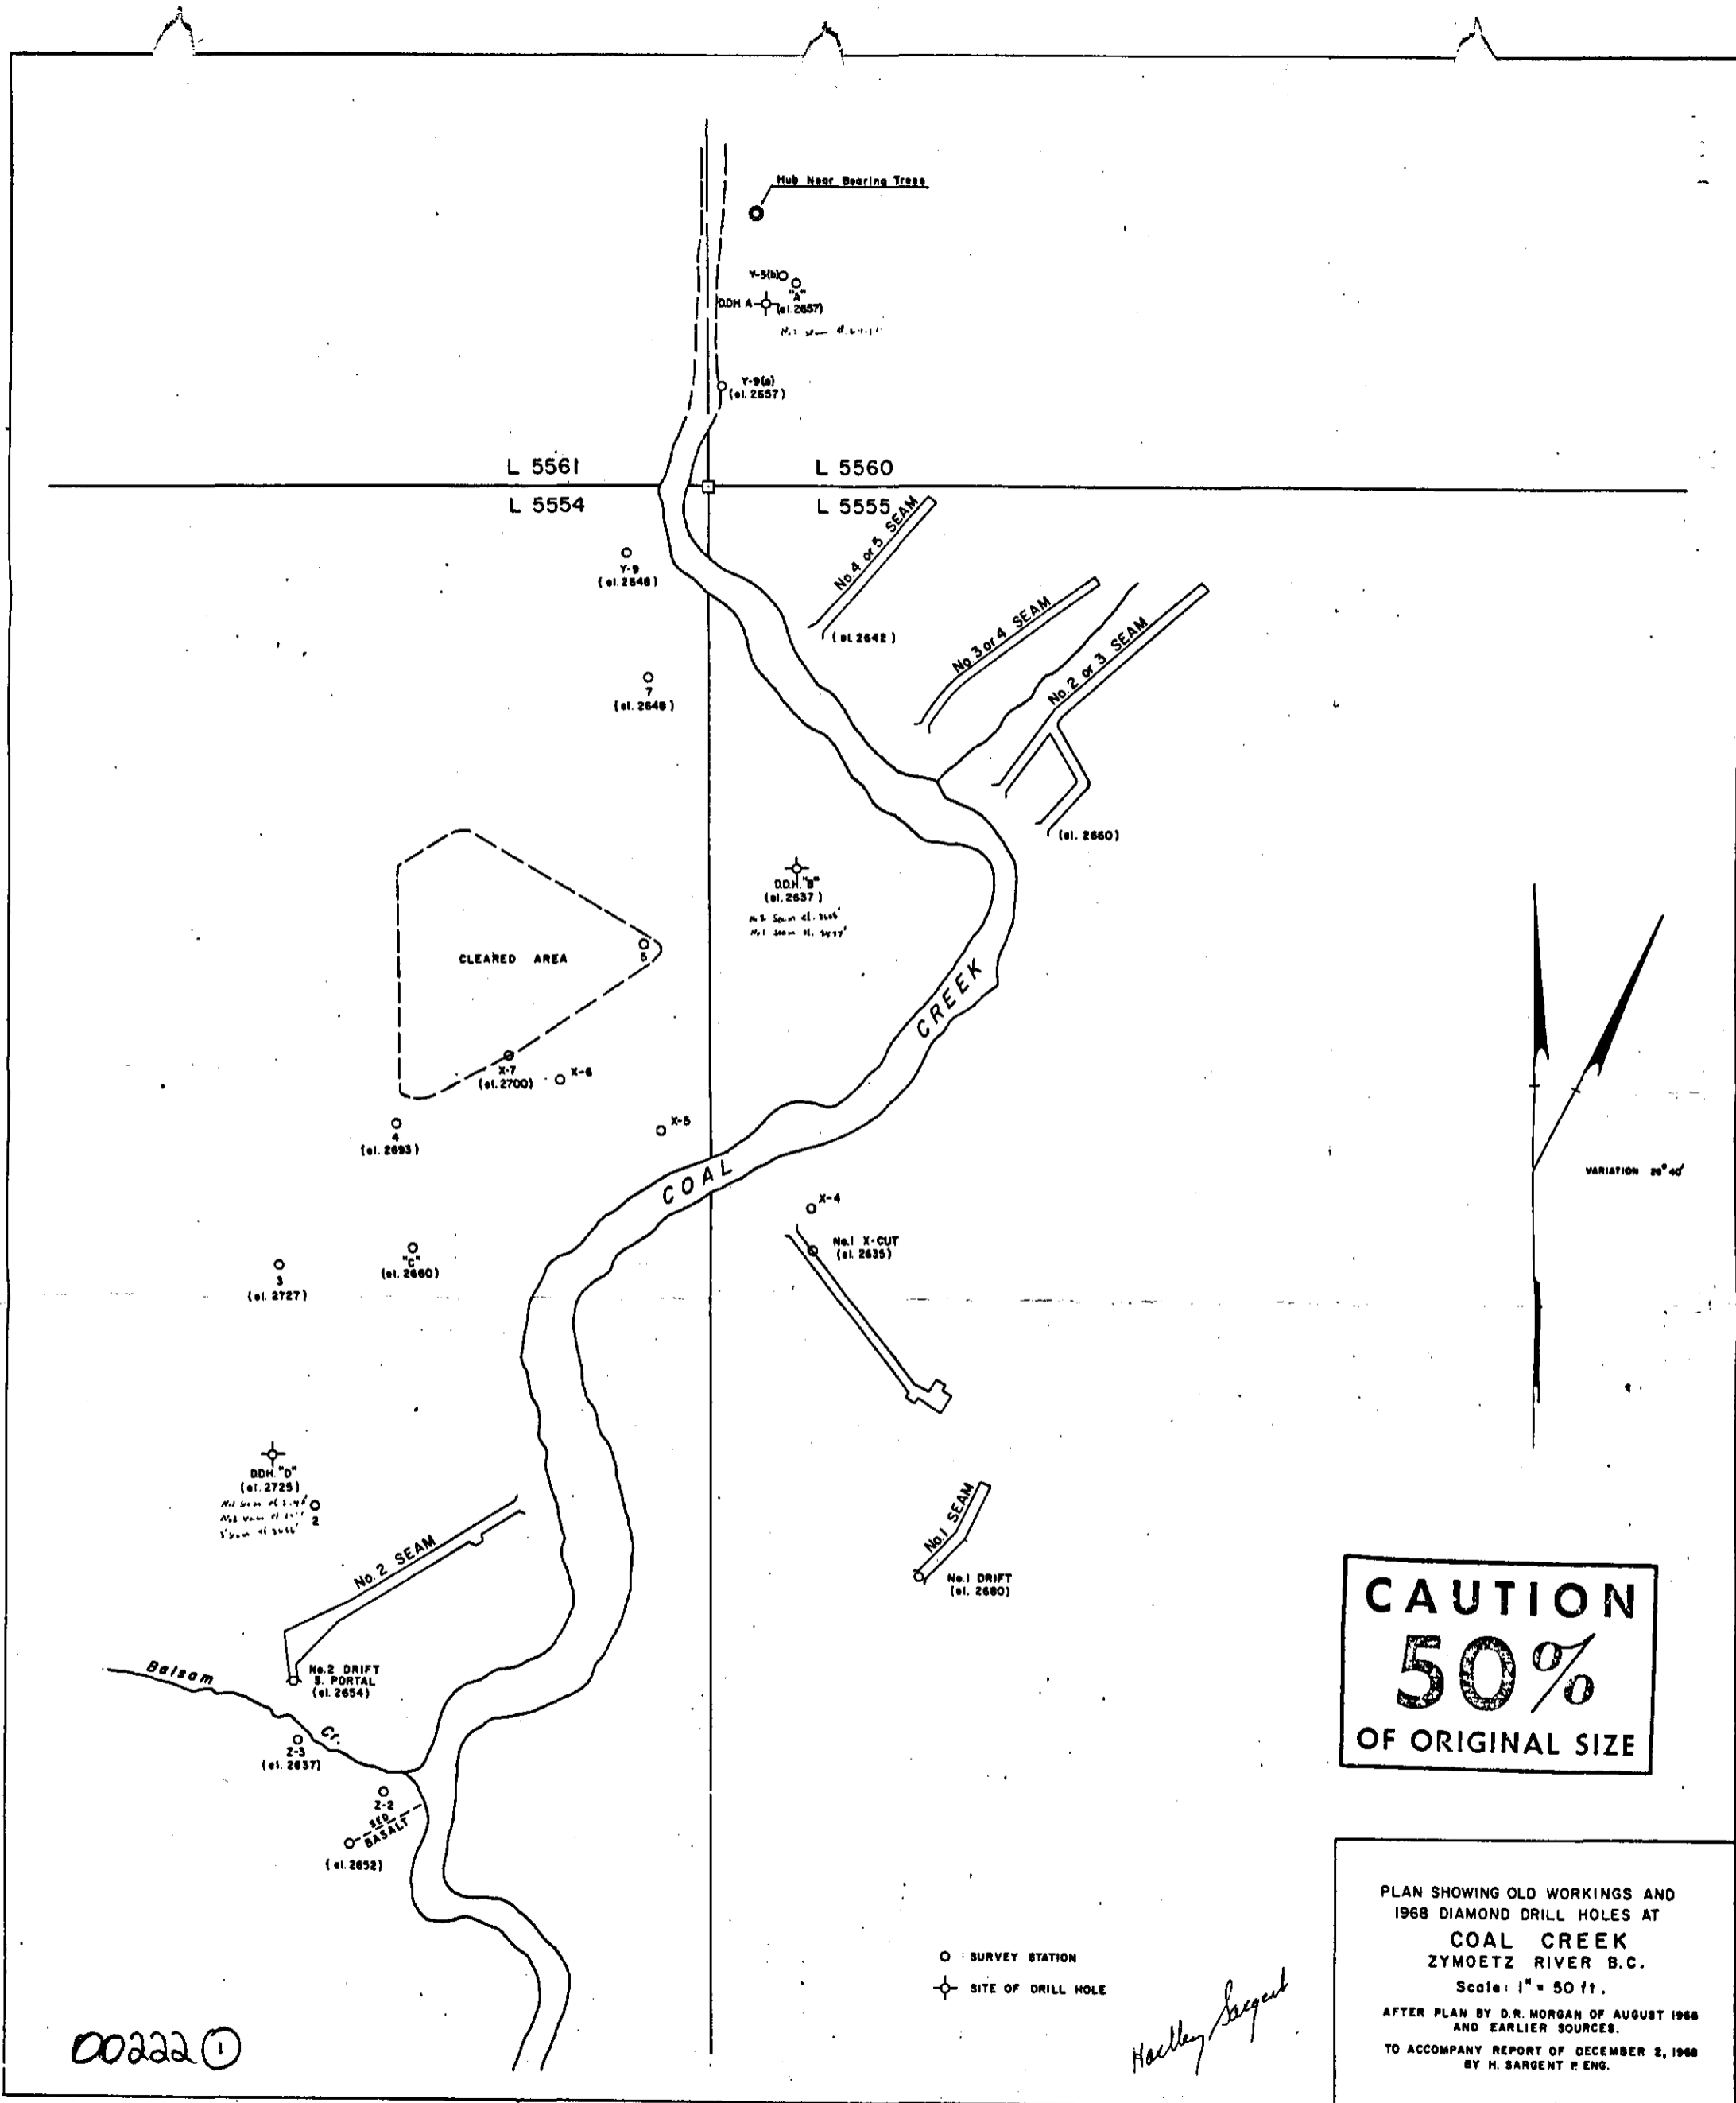 Hub Near Bearing Trees
Y-3(b)
"A"
DDH A
(el. 2657)
Y-9(a)
(el. 2657)
L 5561
L 5560
L 5554
L 5555
No. 4 or 5 SEAM
Y-9
(el. 2648)
(el. 2642)
No. 3 or 4 SEAM
No. 2 or 3 SEAM
7
(el. 2648)
(el. 2660)
D.D.H. "B"
(el. 2637)
CLEARED AREA
5
COAL CREEK
X-7
(el. 2700)
X-6
4
(el. 2693)
X-5
X-4
No.1 X-CUT
(el. 2635)
"C"
(el. 2660)
3
(el. 2727)
VARIATION 26° 40'
DDH. "D"
(el. 2725)
2
No. 2 SEAM
No.1 SEAM
No.1 DRIFT
(el. 2680)
Balsam Cr.
No.2 DRIFT
S. PORTAL
(el. 2654)
Z-3
(el. 2637)
Z-2
SED
BASALT
(el. 2652)
CAUTION
50%
OF ORIGINAL SIZE
SURVEY STATION
SITE OF DRILL HOLE
Hartley Sargent
00222 1
PLAN SHOWING OLD WORKINGS AND
1968 DIAMOND DRILL HOLES AT
COAL CREEK
ZYMOETZ RIVER B.C.
Scale: 1" = 50 ft.
AFTER PLAN BY D.R. MORGAN OF AUGUST 1968
AND EARLIER SOURCES.
TO ACCOMPANY REPORT OF DECEMBER 2, 1968
BY H. SARGENT P. ENG.